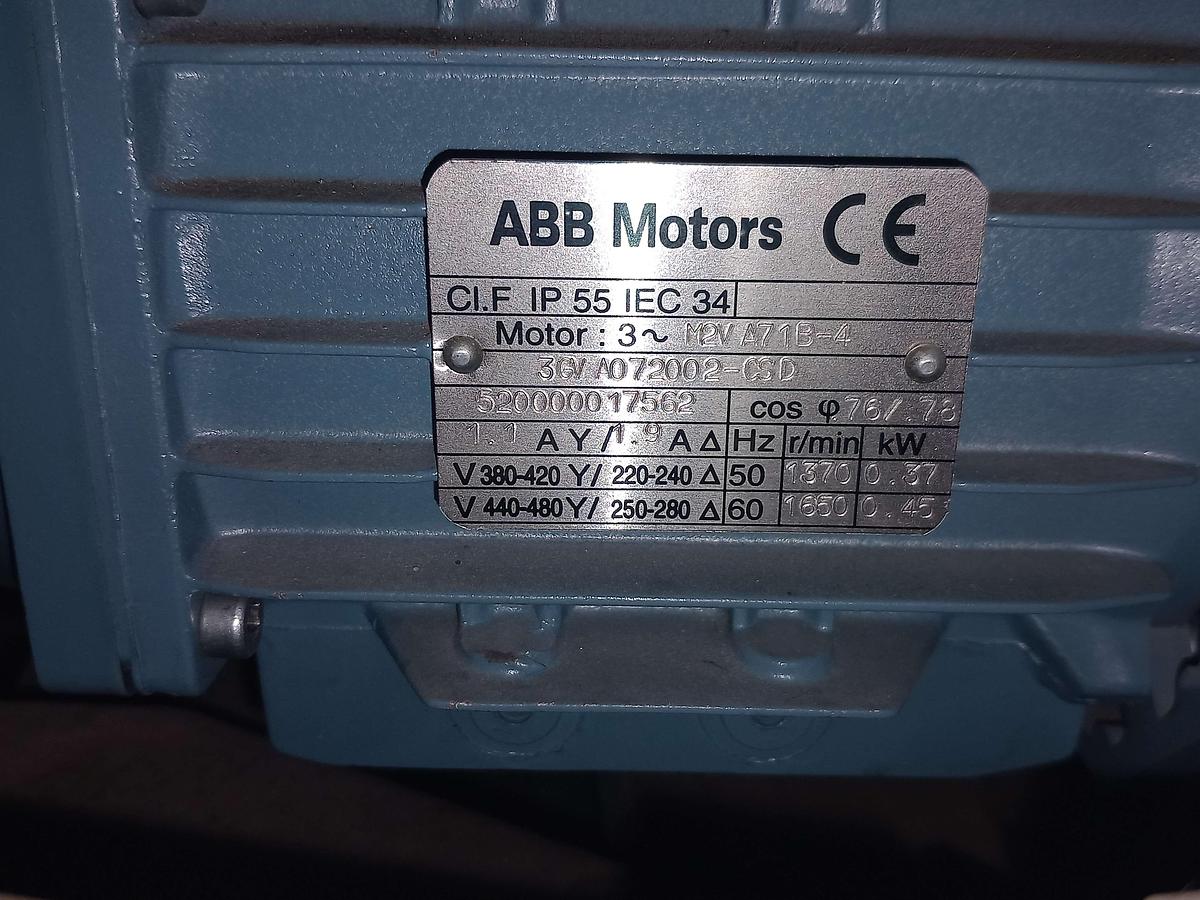 ABB Motors CE
Cl.F IP 55 IEC 34
Motor : 3~ M2VA71B-4
3GVA072002-CSD
520000017562 cos φ .76/.78
1.1 A Y / 1.9 A Δ Hz r/min kW
V 380-420 Y/ 220-240 Δ 50 1370 0.37
V 440-480 Y/ 250-280 Δ 60 1650 0.45